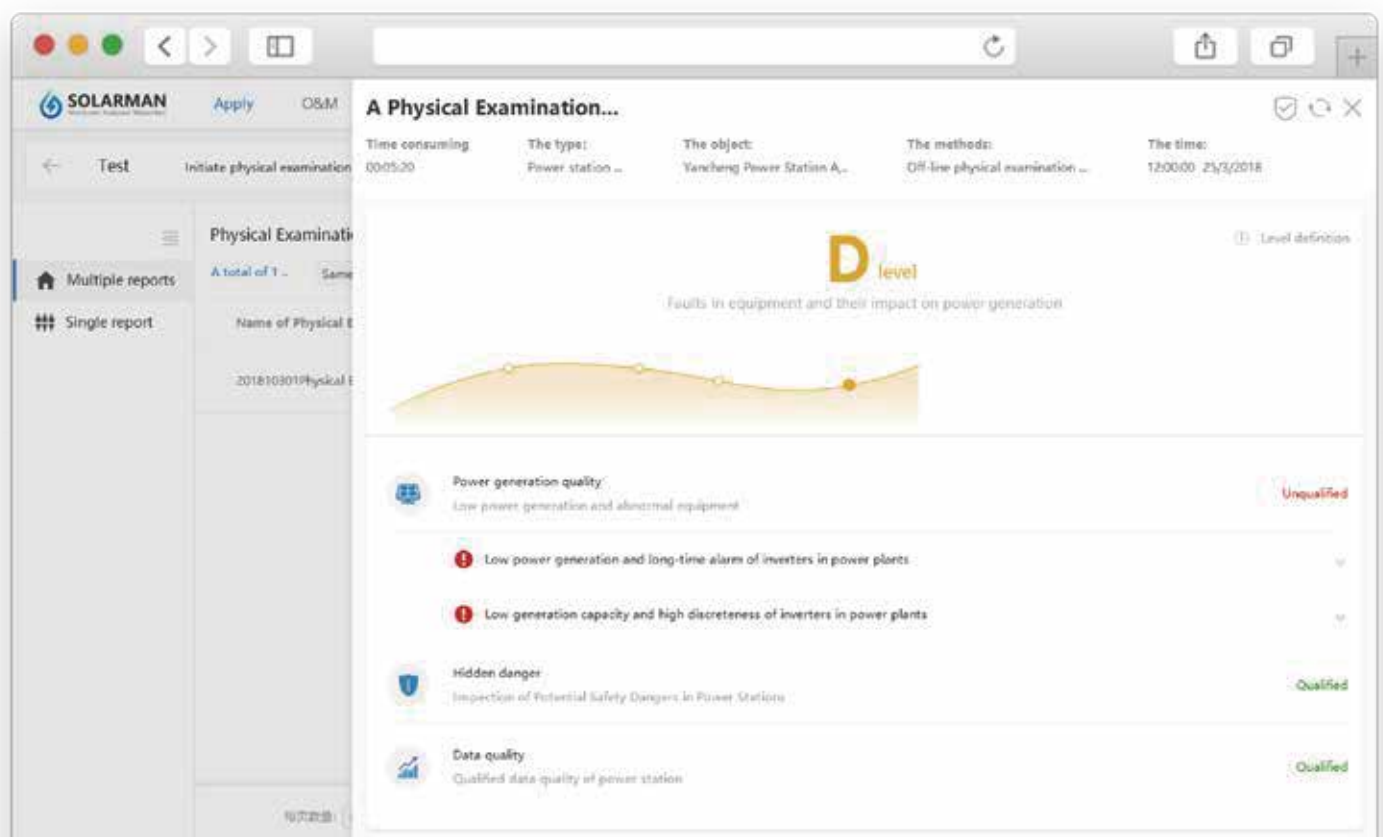 SOLARMAN
Apply
O&M
Test
Initiate physical examination
Multiple reports
Single report
Physical Examinati
A total of 1 ..
Same
Name of Physical E
201810301Physical E
每页数量:
A Physical Examination...
Time consuming
00:05:20
The type:
Power station ...
The object:
Yancheng Power Station A...
The methods:
Off-line physical examination ...
The time:
12:00:00 25/3/2018
D level
Level definition
Faults in equipment and their impact on power generation
Power generation quality
Low power generation and abnormal equipment
Unqualified
Low power generation and long-time alarm of inverters in power plants
Low generation capacity and high discreteness of inverters in power plants
Hidden danger
Inspection of Potential Safety Dangers in Power Stations
Qualified
Data quality
Qualified data quality of power station
Qualified